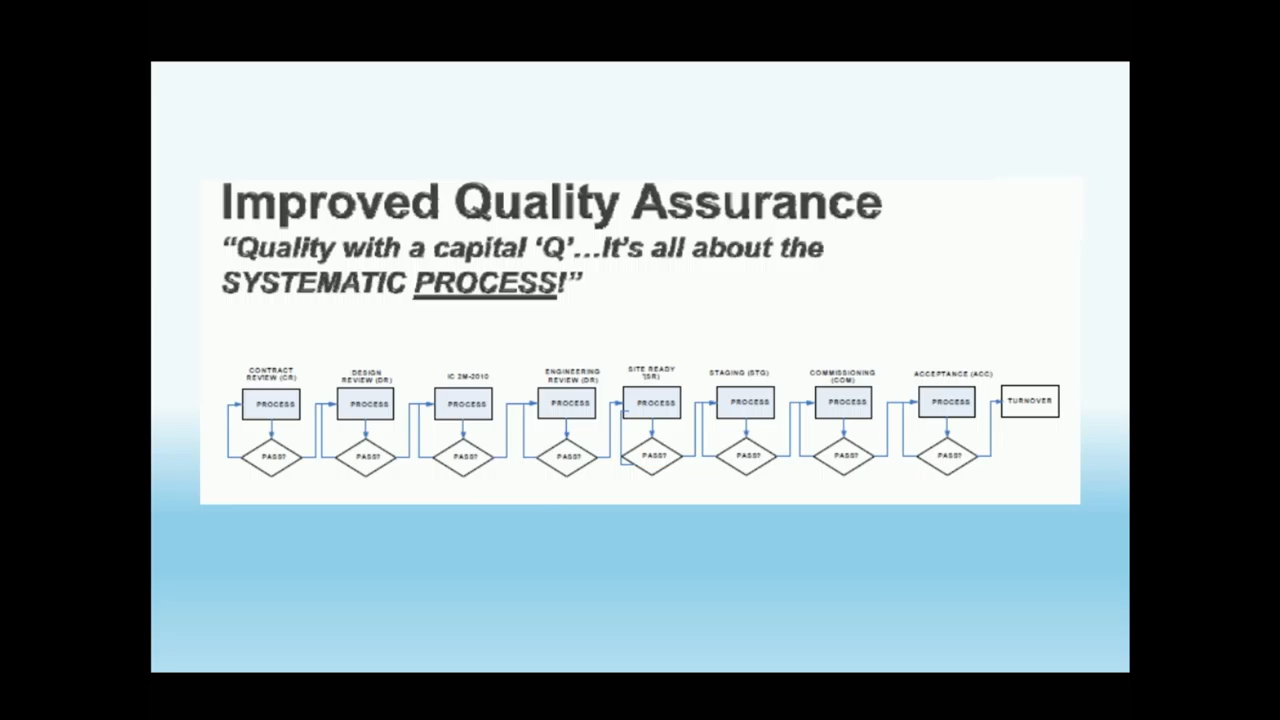 Improved Quality Assurance
“Quality with a capital ‘Q’...It’s all about the
SYSTEMATIC PROCESS!”
CONTRACT
REVIEW (CR)
DESIGN
REVIEW (DR)
IC 2M-2010
ENGINEERING
REVIEW (DR)
SITE READY
(SR)
STAGING (STG)
COMMISSIONING
(COM)
ACCEPTANCE (ACC)
PROCESS
PROCESS
PROCESS
PROCESS
PROCESS
PROCESS
PROCESS
PROCESS
TURNOVER
PASS?
PASS?
PASS?
PASS?
PASS?
PASS?
PASS?
PASS?